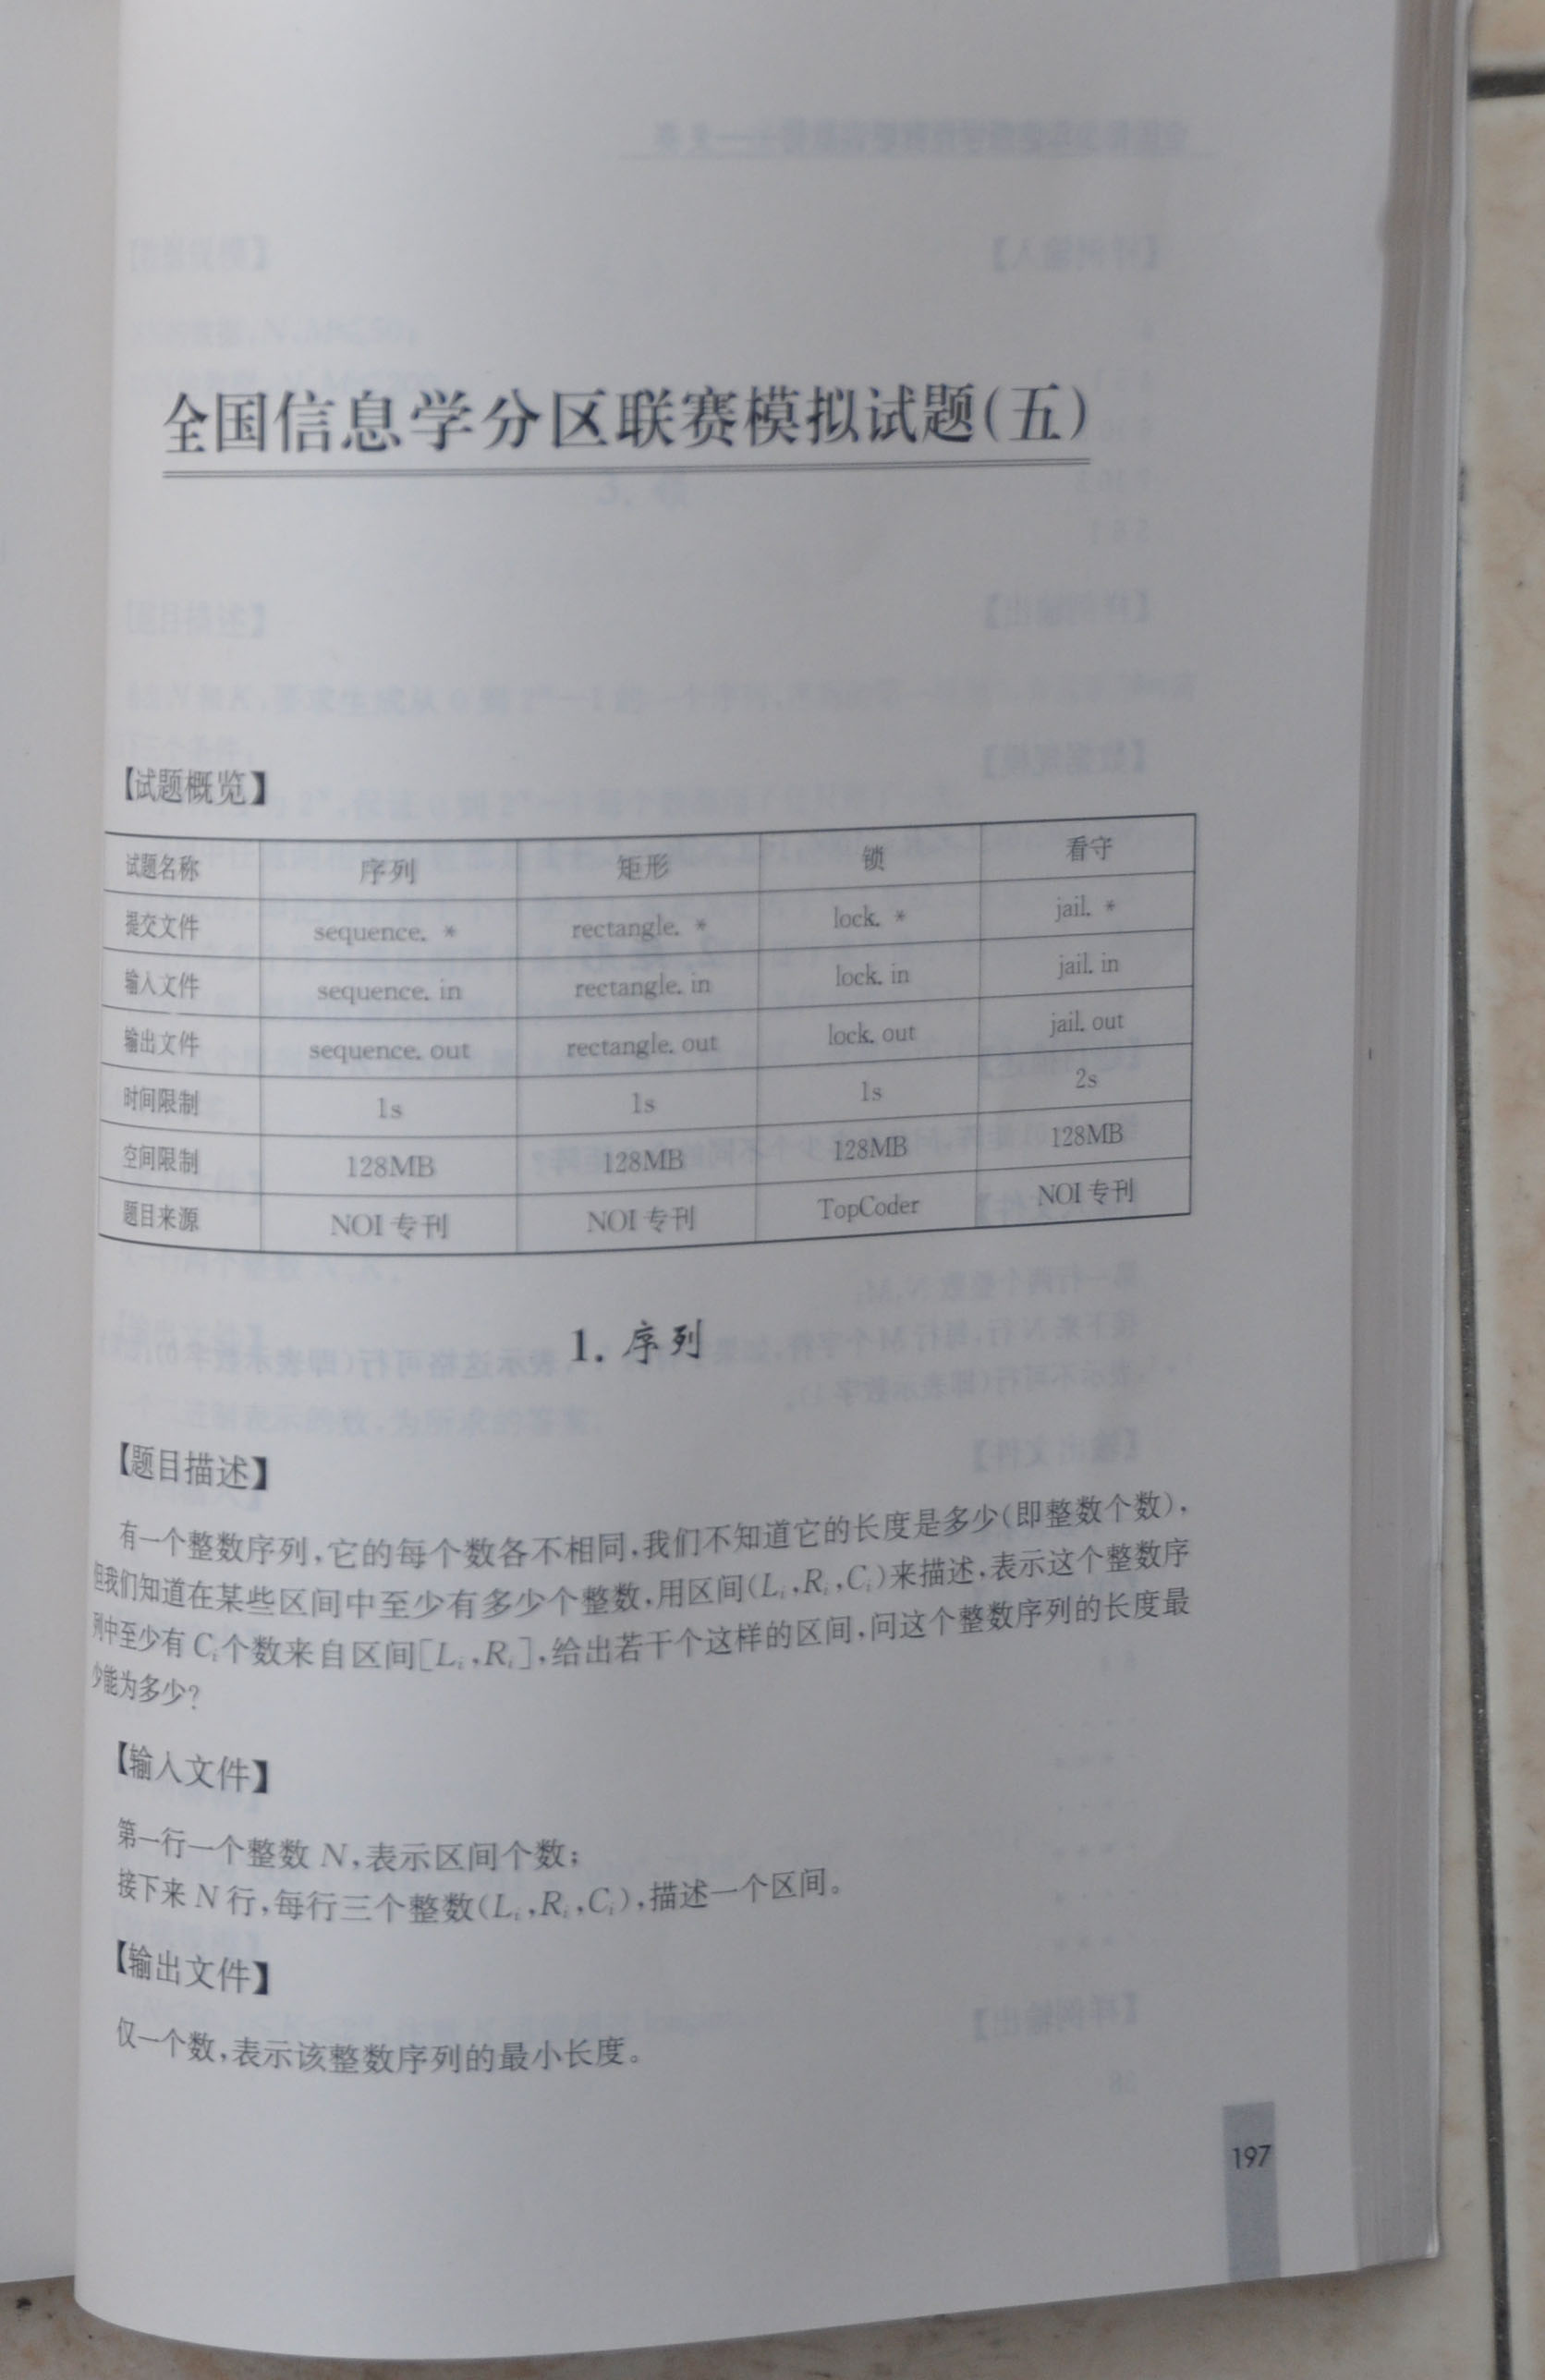 全国信息学分区联赛模拟试题(五)
【试题概览】
试题名称 序列 矩形 锁 看守
提交文件 sequence. * rectangle. * lock. * jail. *
输入文件 sequence. in rectangle. in lock. in jail. in
输出文件 sequence. out rectangle. out lock. out jail. out
时间限制 1s 1s 1s 2s
空间限制 128MB 128MB 128MB 128MB
题目来源 NOI 专刊 NOI 专刊 TopCoder NOI 专刊
1. 序列
【题目描述】
有一个整数序列,它的每个数各不相同,我们不知道它的长度是多少(即整数个数),
但我们知道在某些区间中至少有多少个整数,用区间(Lᵢ,Rᵢ,Cᵢ)来描述,表示这个整数序
列中至少有 Cᵢ个数来自区间[Lᵢ,Rᵢ],给出若干个这样的区间,问这个整数序列的长度最
少能为多少?
【输入文件】
第一行一个整数 N,表示区间个数;
接下来 N 行,每行三个整数(Lᵢ,Rᵢ,Cᵢ),描述一个区间。
【输出文件】
仅一个数,表示该整数序列的最小长度。
197